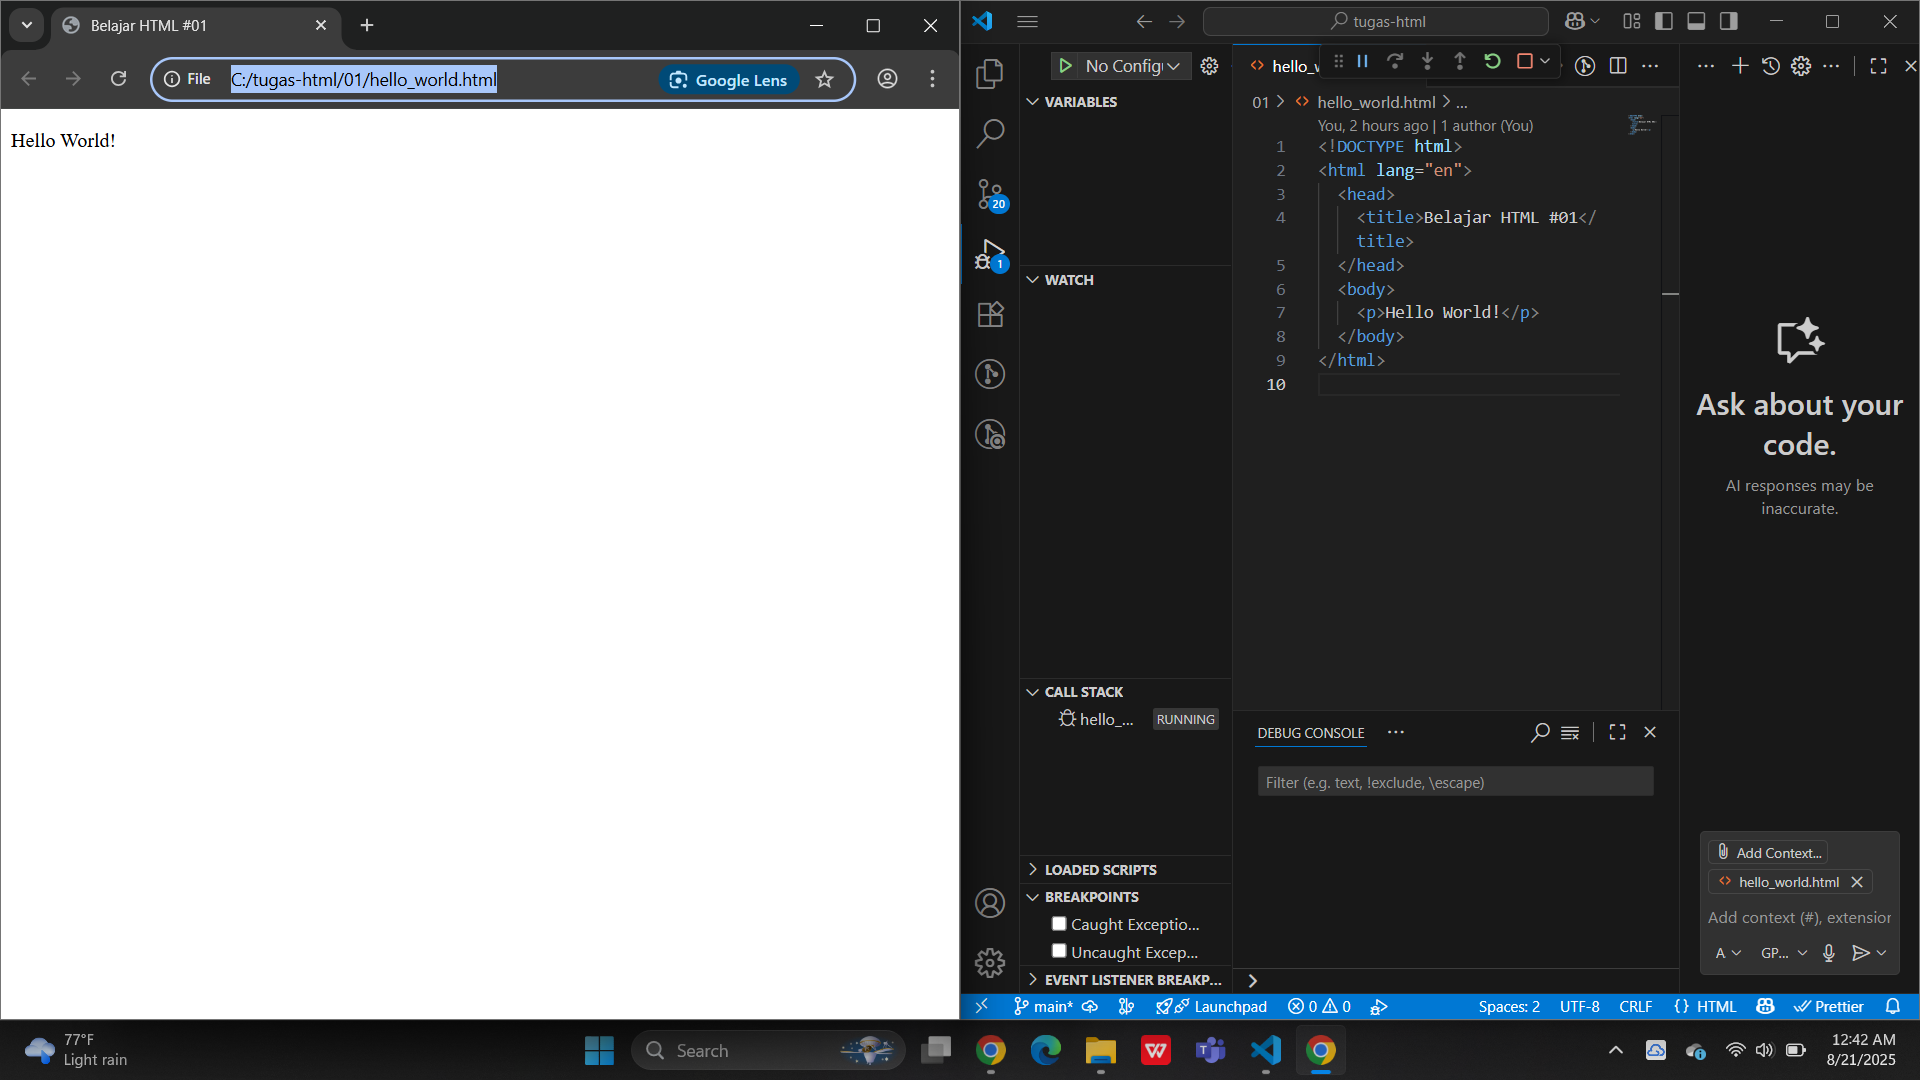 Belajar HTML #01
File
C:/tugas-html/01/hello_world.html
Google Lens
Hello World!
tugas-html
No Config
hello_w
VARIABLES
WATCH
CALL STACK
hello_...
RUNNING
LOADED SCRIPTS
BREAKPOINTS
Caught Exceptio...
Uncaught Excep...
EVENT LISTENER BREAKP...
20
1
01 > hello_world.html > ...
You, 2 hours ago | 1 author (You)
1 <!DOCTYPE html>
2 <html lang="en">
3 <head>
4 <title>Belajar HTML #01</
title>
5 </head>
6 <body>
7 <p>Hello World!</p>
8 </body>
9 </html>
10
DEBUG CONSOLE
Filter (e.g. text, !exclude, \escape)
Ask about your
code.
AI responses may be
inaccurate.
Add Context...
hello_world.html
Add context (#), extension
A
GP...
main*
Launchpad
0
0
Spaces: 2
UTF-8
CRLF
{} HTML
Prettier
77°F
Light rain
Search
12:42 AM
8/21/2025